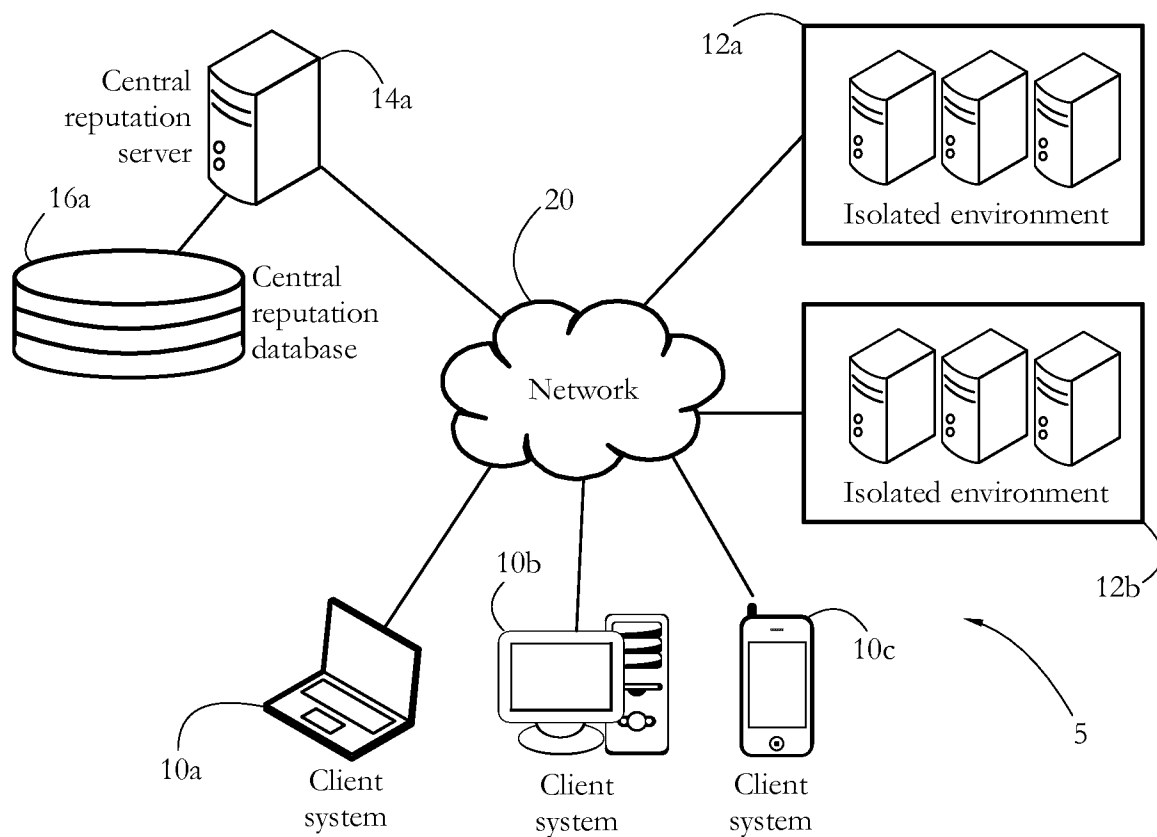 12a
Central
reputation
server
14a
16a
20
Isolated environment
Central
reputation
database
Network
Isolated environment
10b
12b
10c
10a
5
Client
system
Client
system
Client
system